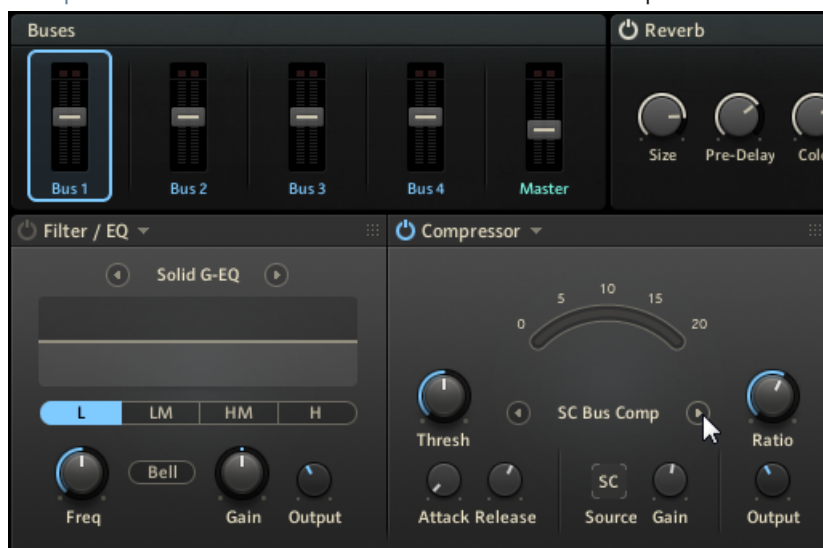 Buses
Reverb
Size Pre-Delay
Bus 1 Bus 2 Bus 3 Bus 4 Master
Filter / EQ
Compressor
Solid G-EQ
0 5 10 15 20
L LM HM H
SC Bus Comp
Thresh
Ratio
Bell
SC
Freq Gain Output
Attack Release Source Gain Output